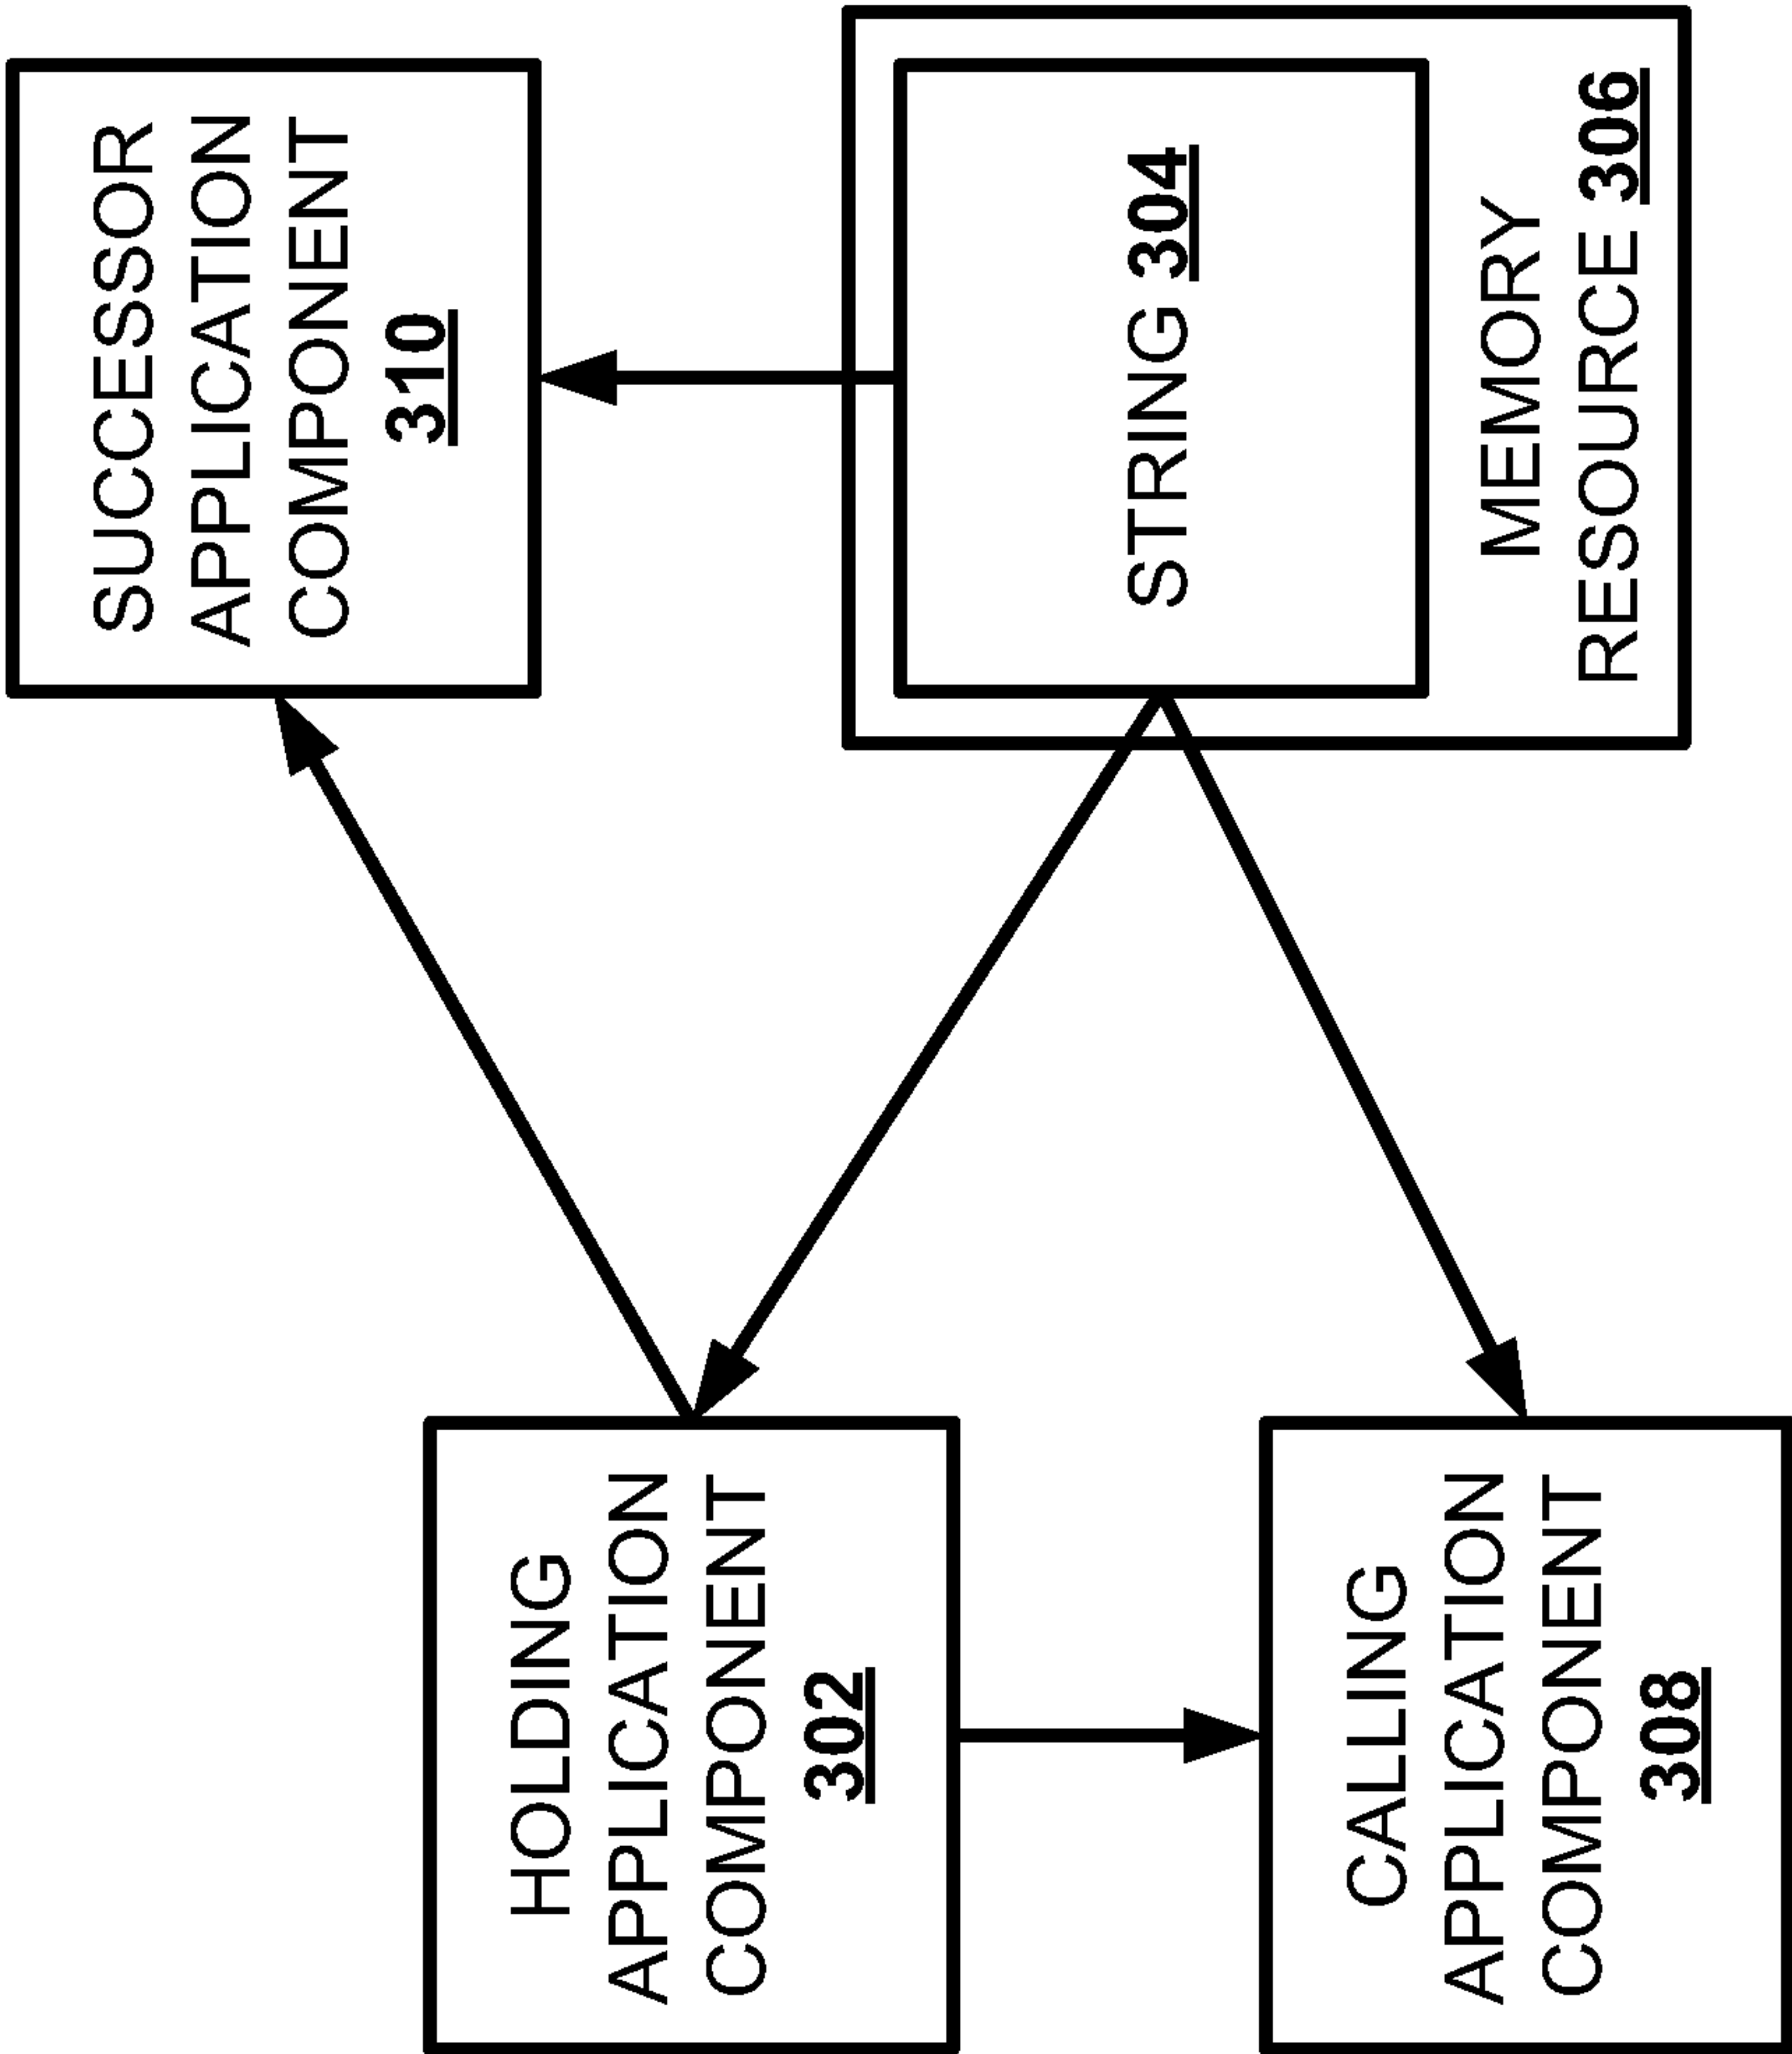 HOLDING
APPLICATION
COMPONENT
302
CALLING
APPLICATION
COMPONENT
308
SUCCESSOR
APPLICATION
COMPONENT
310
STRING 304
MEMORY
RESOURCE 306